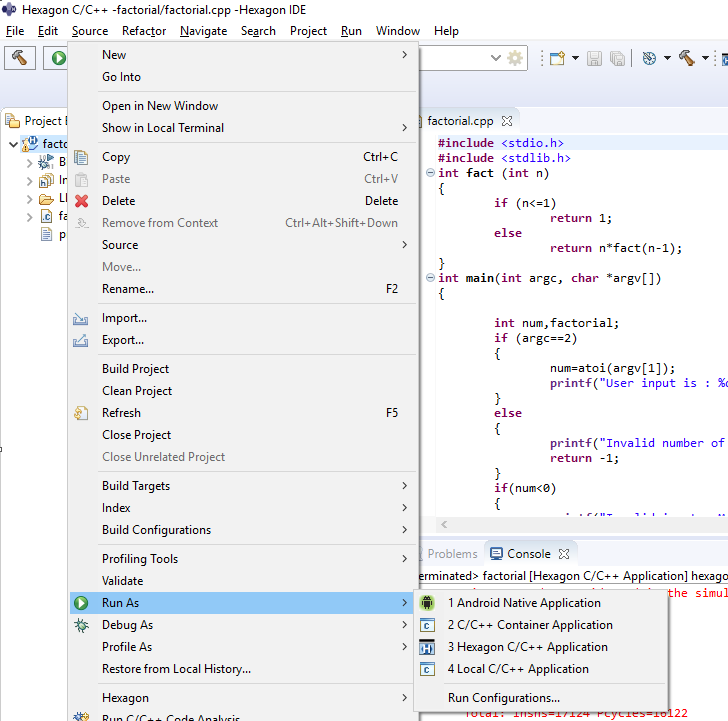 Hexagon C/C++ -factorial/factorial.cpp -Hexagon IDE
File Edit Source Refactor Navigate Search Project Run Window Help
Project
factorial.cpp
New
Go Into
Open in New Window
Show in Local Terminal
Copy Ctrl+C
Paste Ctrl+V
Delete Delete
Remove from Context Ctrl+Alt+Shift+Down
Source
Move...
Rename... F2
Import...
Export...
Build Project
Clean Project
Refresh F5
Close Project
Close Unrelated Project
Build Targets
Index
Build Configurations
Profiling Tools
Validate
Run As
Debug As
Profile As
Restore from Local History...
Hexagon
Run C/C++ Code Analysis
#include <stdio.h>
#include <stdlib.h>
int fact (int n)
{
if (n<=1)
return 1;
else
return n*fact(n-1);
}
int main(int argc, char *argv[])
{
int num,factorial;
if (argc==2)
{
num=atoi(argv[1]);
printf("User input is : %
}
else
{
printf("Invalid number of
return -1;
}
if(num<0)
{
Problems Console
erminated> factorial [Hexagon C/C++ Application] hexago
the simul
1 Android Native Application
2 C/C++ Container Application
3 Hexagon C/C++ Application
4 Local C/C++ Application
Run Configurations...
Total: Insns=17124 Pcycles=16122